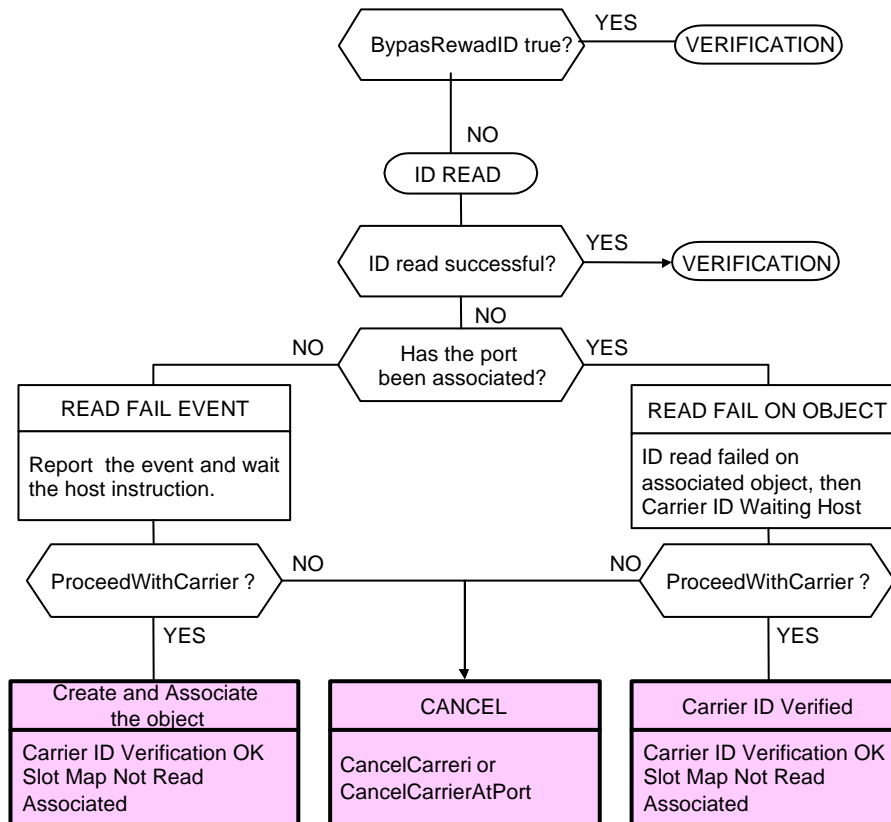 BypasRewadID true?
YES
VERIFICATION
NO
ID READ
ID read successful?
YES
VERIFICATION
NO
NO
Has the port
been associated?
YES
READ FAIL EVENT
Report the event and wait
the host instruction.
READ FAIL ON OBJECT
ID read failed on
associated object, then
Carrier ID Waiting Host
ProceedWithCarrier ?
NO
NO
ProceedWithCarrier ?
YES
YES
Create and Associate
the object
Carrier ID Verification OK
Slot Map Not Read
Associated
CANCEL
CancelCarreri or
CancelCarrierAtPort
Carrier ID Verified
Carrier ID Verification OK
Slot Map Not Read
Associated